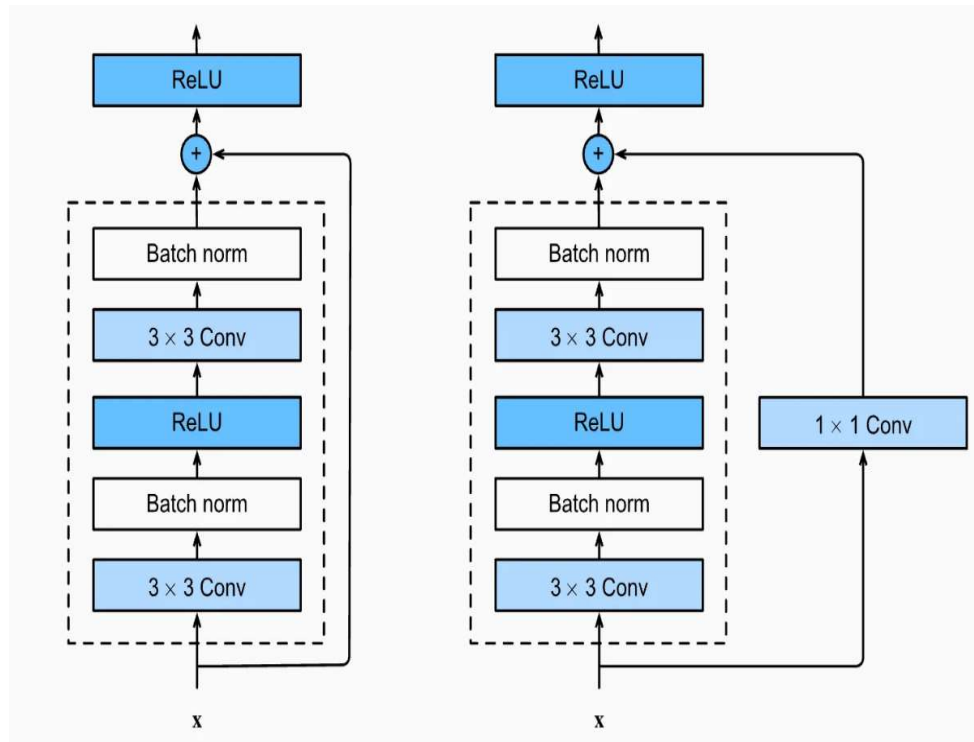 ReLU
+
Batch norm
3 × 3 Conv
ReLU
Batch norm
3 × 3 Conv
x
ReLU
+
Batch norm
3 × 3 Conv
ReLU
1 × 1 Conv
Batch norm
3 × 3 Conv
x